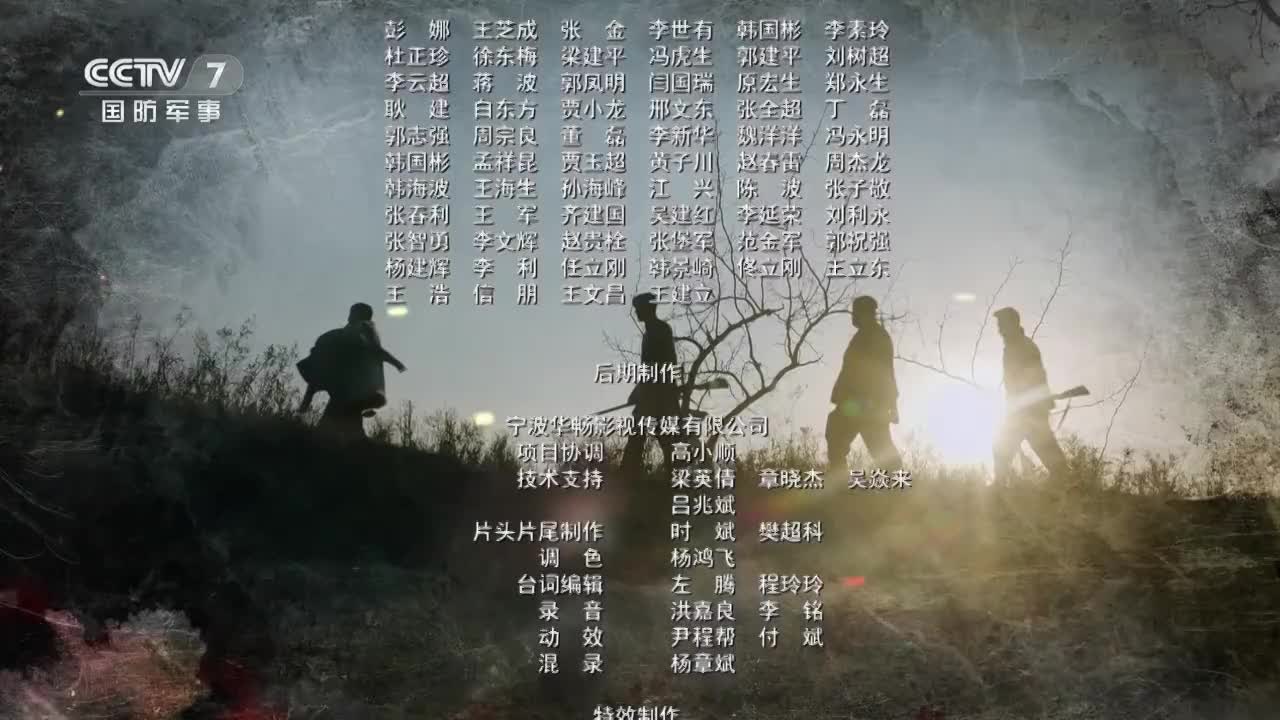 彭　娜　王芝成　张　金　李世有　韩国彬　李素玲
杜正珍　徐东梅　梁建平　冯虎生　郭建平　刘树超
CCTV 7
李云超　蒋　波　郭凤明　闫国瑞　原宏生　郑永生
国防军事
耿　建　白东方　贾小龙　邢文东　张全超　丁　磊
郭志强　周宗良　董　磊　李新华　魏洋洋　冯永明
韩国彬　孟祥昆　贾玉超　黄子川　赵春雷　周杰龙
韩海波　王海生　孙海峰　江　兴　陈　波　张子敬
张春利　王　军　齐建国　吴建红　李延荣　刘利永
张智勇　李文辉　赵贵栓　张堡军　范金军　郭祝强
杨建辉　李　利　任立刚　韩景崎　佟立刚　王立东
王　浩　信　朋　王文昌　王建立
后期制作
宁波华畅影视传媒有限公司
项目协调　高小顺
技术支持　梁英倩　章晓杰　吴焱来
吕兆斌
片头片尾制作　时　斌　樊超科
调　色　杨鸿飞
台词编辑　左　腾　程玲玲
录　音　洪嘉良　李　铭
动　效　尹程帮　付　斌
混　录　杨章斌
特效制作